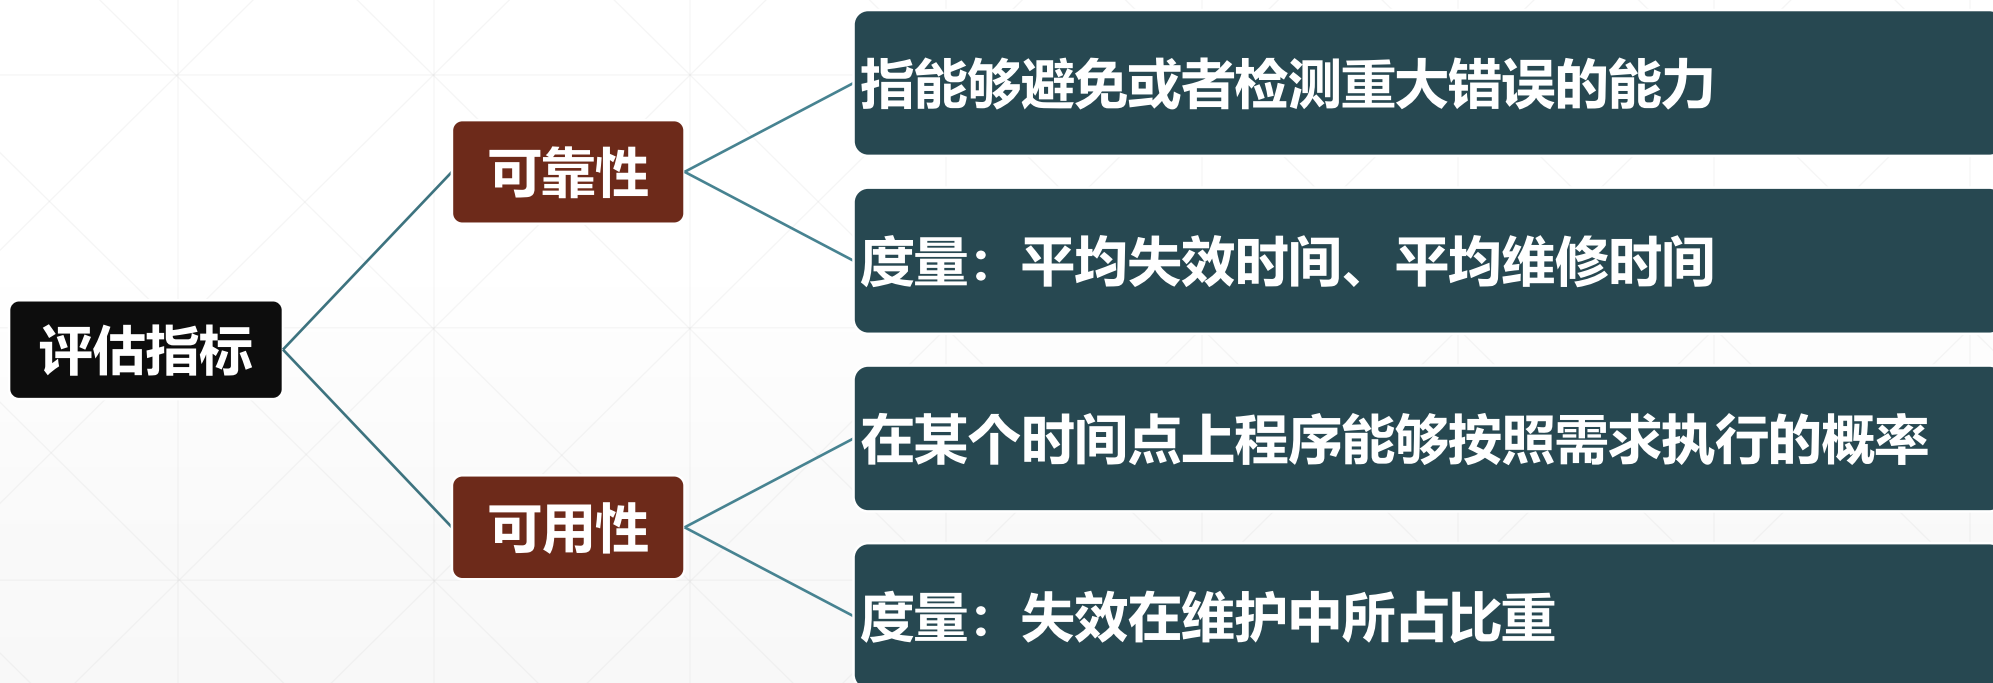 评估指标
可靠性
指能够避免或者检测重大错误的能力
度量：平均失效时间、平均维修时间
可用性
在某个时间点上程序能够按照需求执行的概率
度量：失效在维护中所占比重